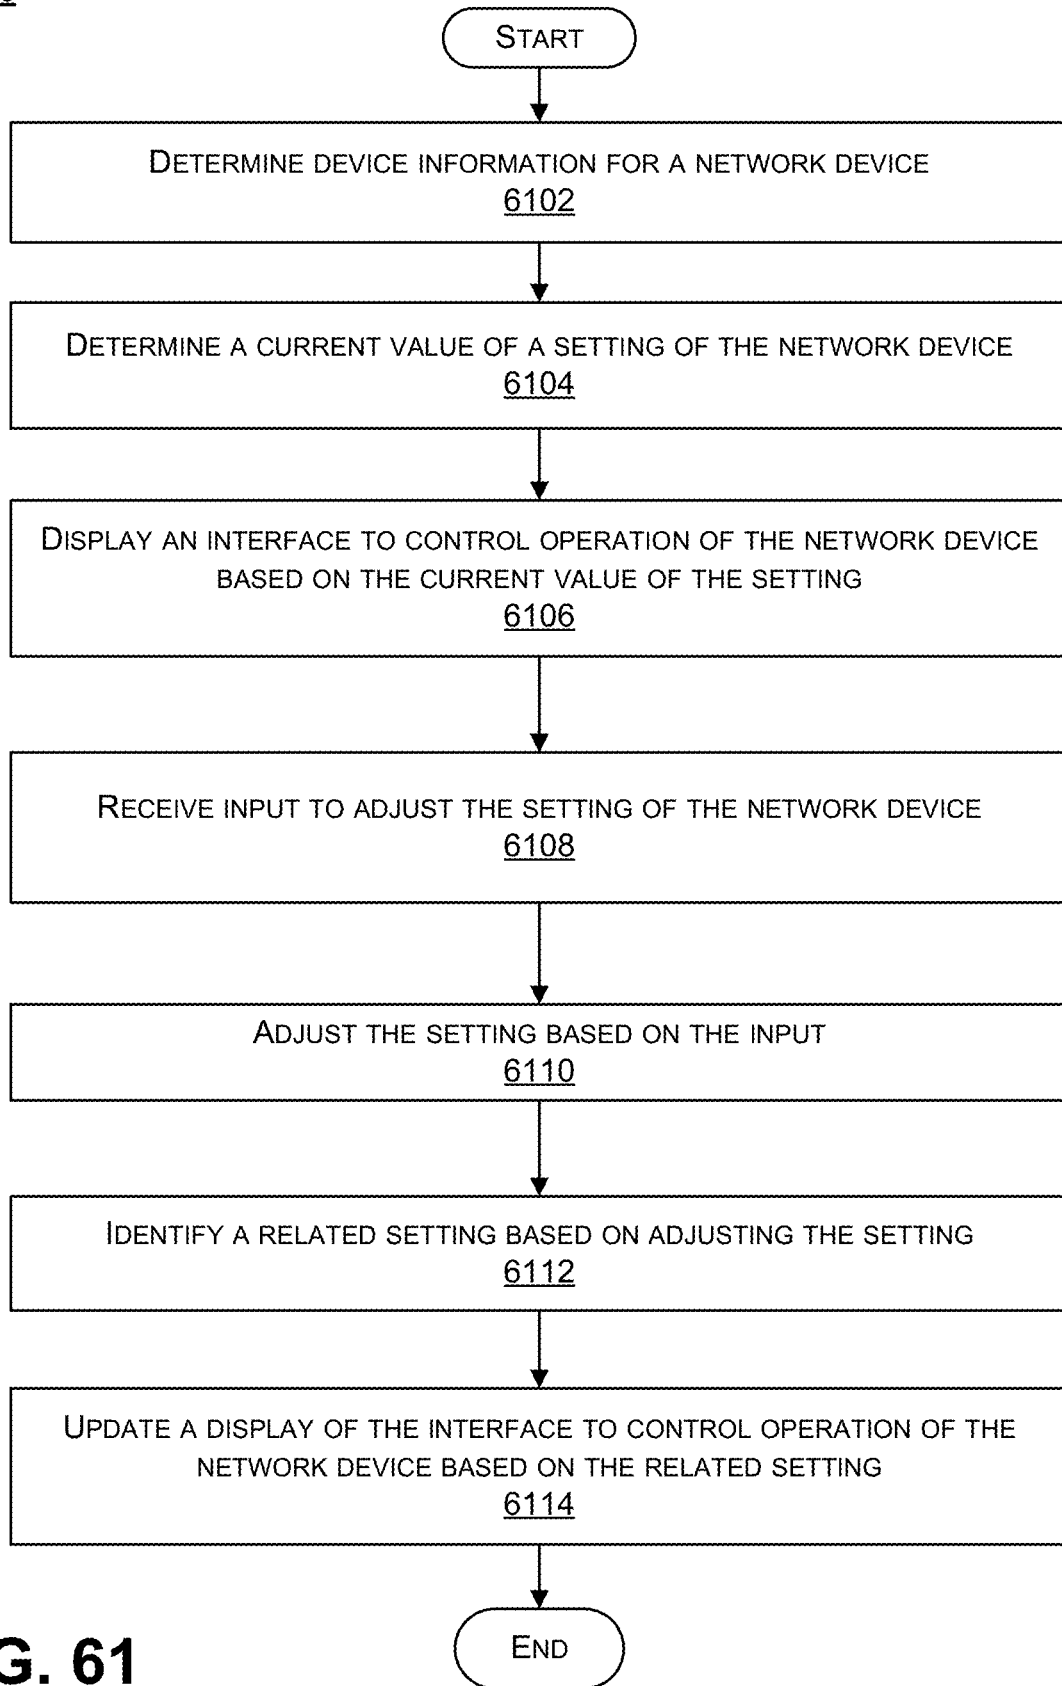 START
DETERMINE DEVICE INFORMATION FOR A NETWORK DEVICE
6102
DETERMINE A CURRENT VALUE OF A SETTING OF THE NETWORK DEVICE
6104
DISPLAY AN INTERFACE TO CONTROL OPERATION OF THE NETWORK DEVICE
BASED ON THE CURRENT VALUE OF THE SETTING
6106
RECEIVE INPUT TO ADJUST THE SETTING OF THE NETWORK DEVICE
6108
ADJUST THE SETTING BASED ON THE INPUT
6110
IDENTIFY A RELATED SETTING BASED ON ADJUSTING THE SETTING
6112
UPDATE A DISPLAY OF THE INTERFACE TO CONTROL OPERATION OF THE
NETWORK DEVICE BASED ON THE RELATED SETTING
6114
END
G. 61